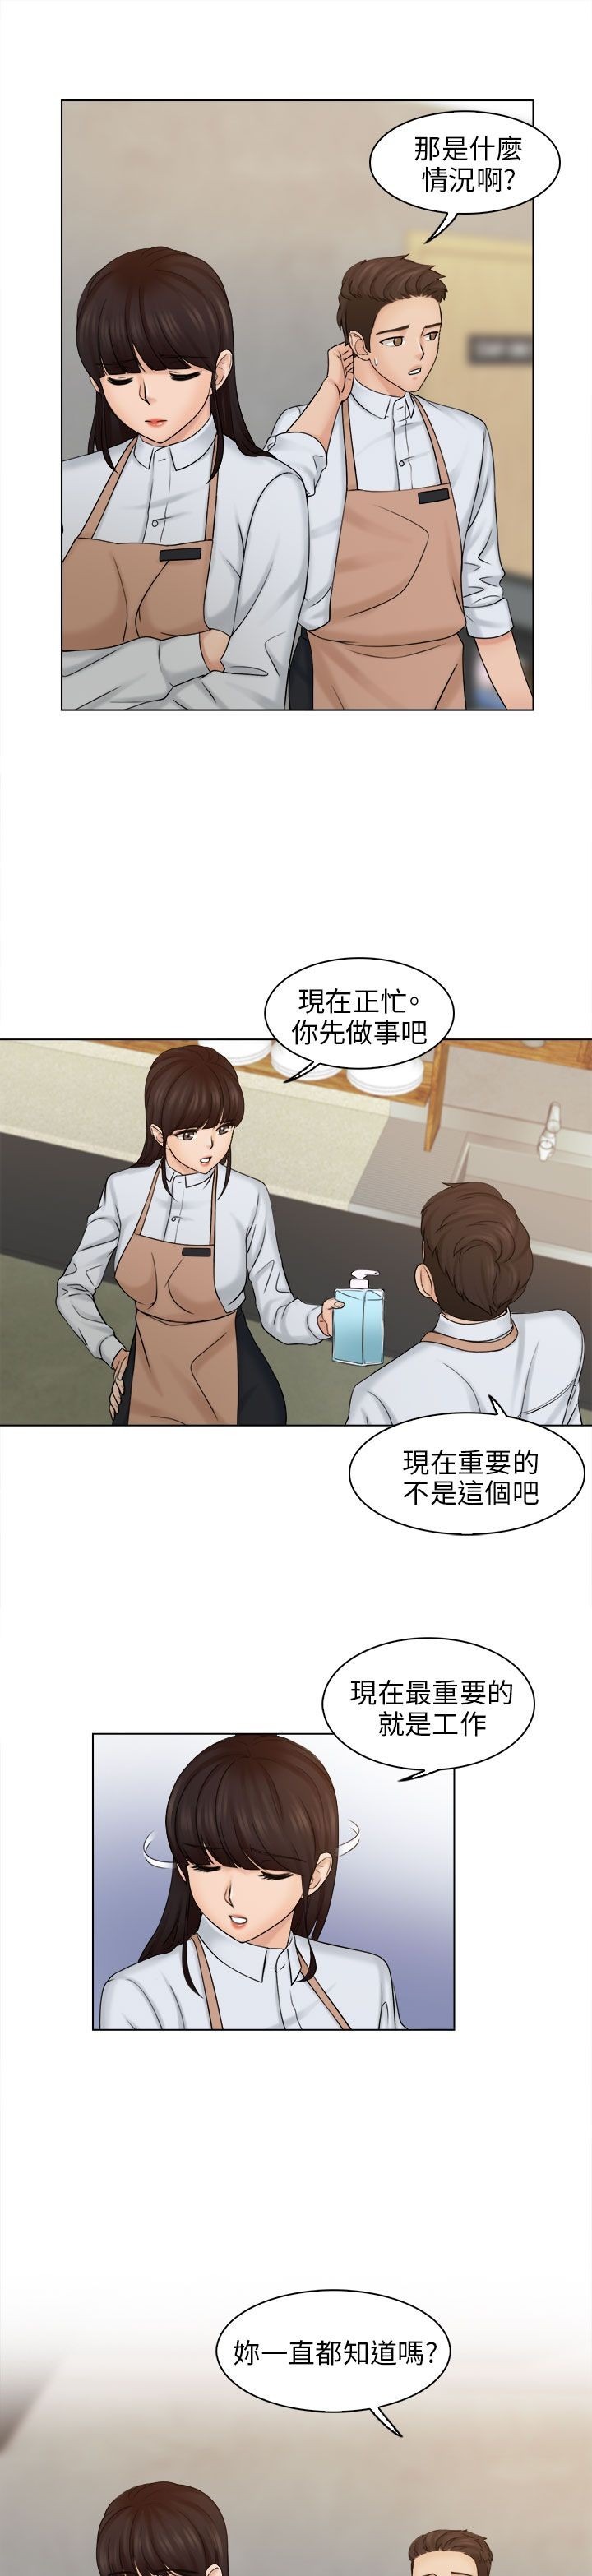 那是什麼
情況啊?
現在正忙。
你先做事吧
現在重要的
不是這個吧
現在最重要的
就是工作
妳一直都知道嗎?